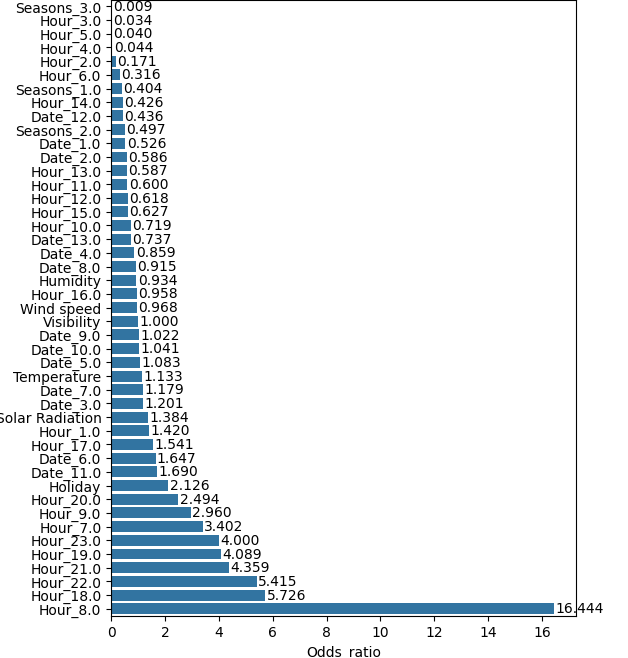 Seasons_3.0 0.009
Hour_3.0 0.034
Hour_5.0 0.040
Hour_4.0 0.044
Hour_2.0 0.171
Hour_6.0 0.316
Seasons_1.0 0.404
Hour_14.0 0.426
Date_12.0 0.436
Seasons_2.0 0.497
Date_1.0 0.526
Date_2.0 0.586
Hour_13.0 0.587
Hour_11.0 0.600
Hour_12.0 0.618
Hour_15.0 0.627
Hour_10.0 0.719
Date_13.0 0.737
Date_4.0 0.859
Date_8.0 0.915
Humidity 0.934
Hour_16.0 0.958
Wind speed 0.968
Visibility 1.000
Date_9.0 1.022
Date_10.0 1.041
Date_5.0 1.083
Temperature 1.133
Date_7.0 1.179
Date_3.0 1.201
Solar Radiation 1.384
Hour_1.0 1.420
Hour_17.0 1.541
Date_6.0 1.647
Date_11.0 1.690
Holiday 2.126
Hour_20.0 2.494
Hour_9.0 2.960
Hour_7.0 3.402
Hour_23.0 4.000
Hour_19.0 4.089
Hour_21.0 4.359
Hour_22.0 5.415
Hour_18.0 5.726
Hour_8.0 16.444
0 2 4 6 8 10 12 14 16
Odds_ratio